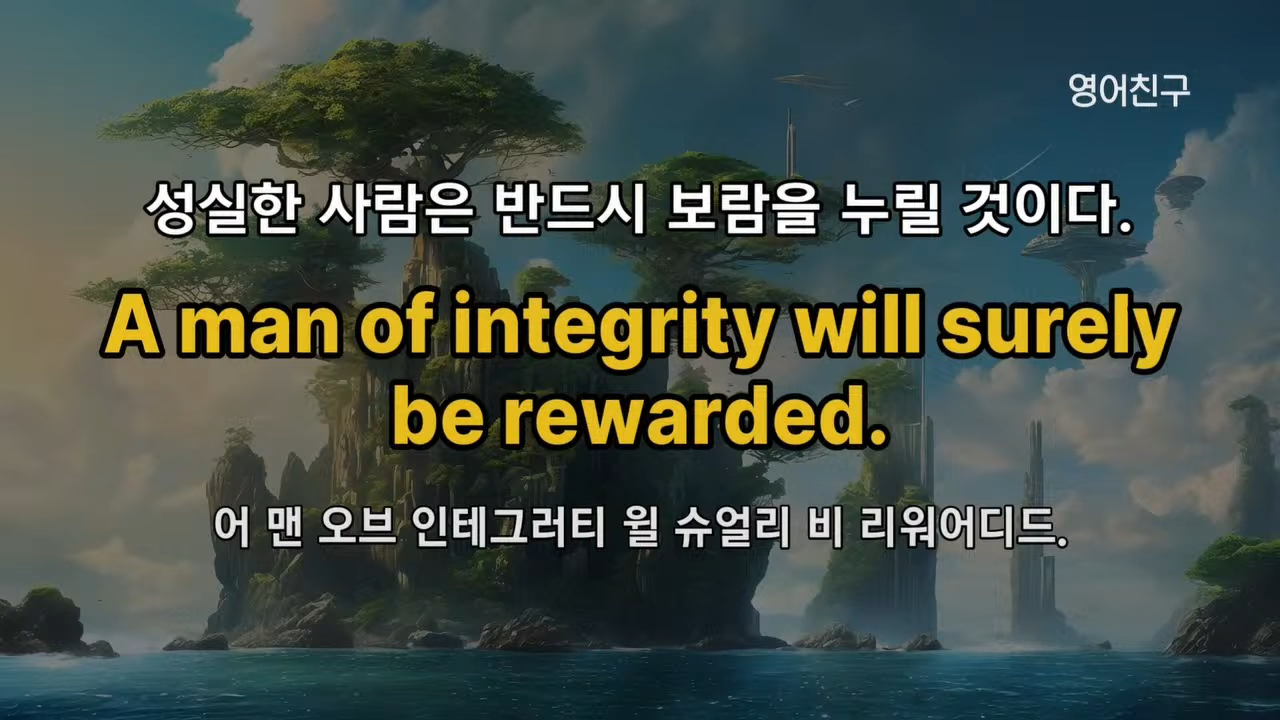 영어친구
성실한 사람은 반드시 보람을 누릴 것이다.
A man of integrity will surely
be rewarded.
어 맨 오브 인테그러티 윌 슈얼리 비 리워어디드.